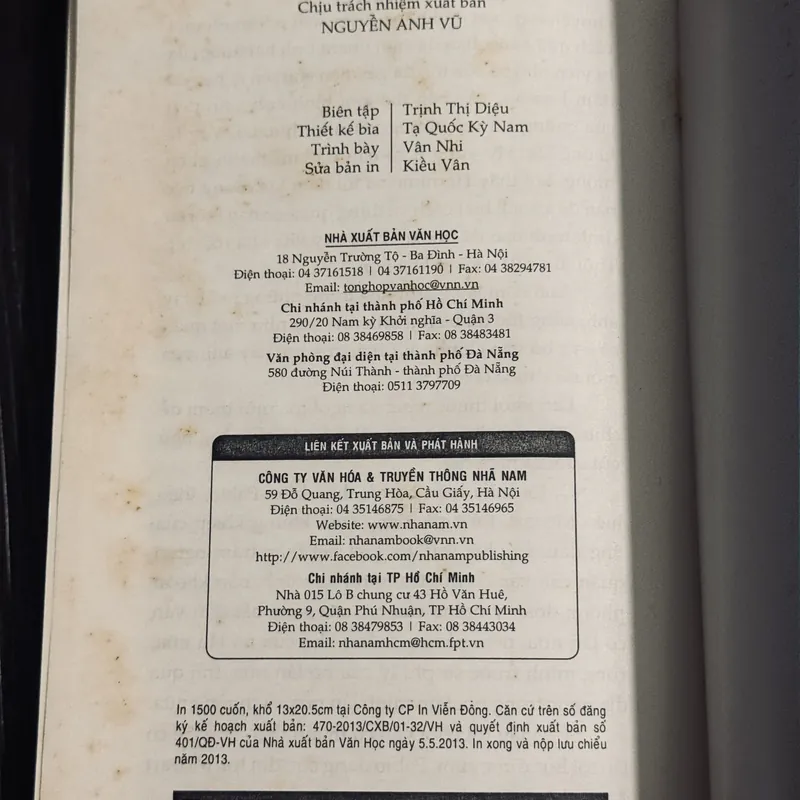 Chịu trách nhiệm xuất bản
NGUYỄN ANH VŨ
Biên tập | Trịnh Thị Diệu
Thiết kế bìa | Tạ Quốc Kỳ Nam
Trình bày | Vân Nhi
Sửa bản in | Kiều Vân
NHÀ XUẤT BẢN VĂN HỌC
18 Nguyễn Trường Tộ - Ba Đình - Hà Nội
Điện thoại: 04 37161518 | 04 37161190 | Fax: 04 38294781
Email: tonghopvanhoc@vnn.vn
Chi nhánh tại thành phố Hồ Chí Minh
290/20 Nam kỳ Khởi nghĩa - Quận 3
Điện thoại: 08 38469858 | Fax: 08 38483481
Văn phòng đại diện tại thành phố Đà Nẵng
580 đường Núi Thành - thành phố Đà Nẵng
Điện thoại: 0511 3797709
LIÊN KẾT XUẤT BẢN VÀ PHÁT HÀNH
CÔNG TY VĂN HÓA & TRUYỀN THÔNG NHÃ NAM
59 Đỗ Quang, Trung Hòa, Cầu Giấy, Hà Nội
Điện thoại: 04 35146875 | Fax: 04 35146965
Website: www.nhanam.vn
Email: nhanambook@vnn.vn
http://www.facebook.com/nhanampublishing
Chi nhánh tại TP Hồ Chí Minh
Nhà 015 Lô B chung cư 43 Hồ Văn Huê,
Phường 9, Quận Phú Nhuận, TP Hồ Chí Minh
Điện thoại: 08 38479853 | Fax: 08 38443034
Email: nhanamhcm@hcm.fpt.vn
In 1500 cuốn, khổ 13x20.5cm tại Công ty CP In Viễn Đông. Căn cứ trên số đăng
ký kế hoạch xuất bản: 470-2013/CXB/01-32/VH và quyết định xuất bản số
401/QĐ-VH của Nhà xuất bản Văn Học ngày 5.5.2013. In xong và nộp lưu chiểu
năm 2013.